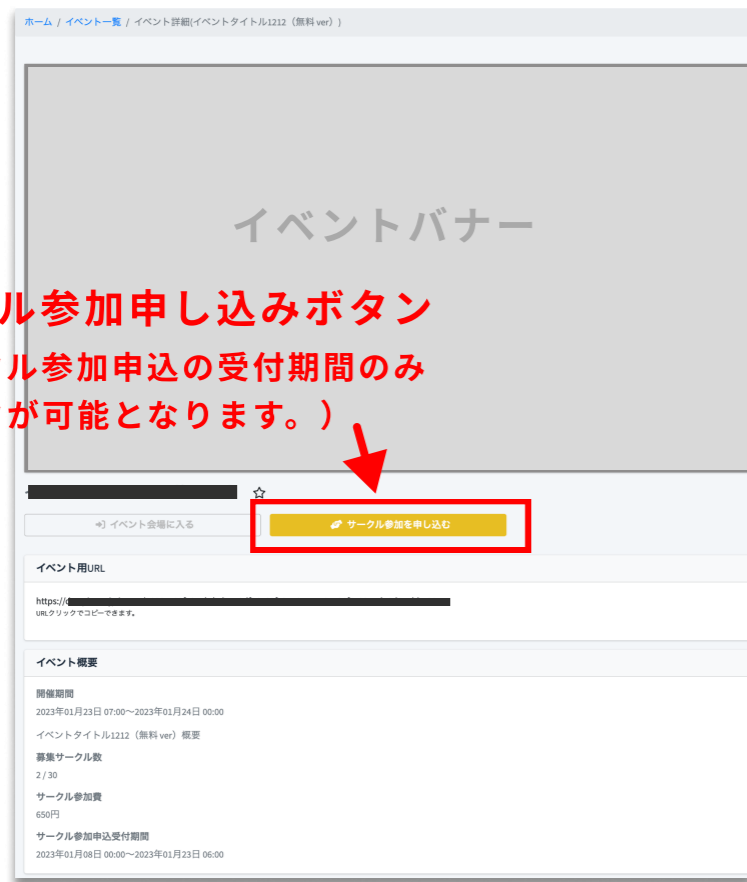 ホーム / イベント一覧 / イベント詳細(イベントタイトル1212（無料 ver）)
イベントバナー
ル参加申し込みボタン
ル参加申込の受付期間のみ
が可能となります。）
イベント会場に入る
サークル参加を申し込む
イベント用URL
https://
URLクリックでコピーできます。
イベント概要
開催期間
2023年01月23日 07:00〜2023年01月24日 00:00
イベントタイトル1212（無料 ver）概要
募集サークル数
2 / 30
サークル参加費
650円
サークル参加申込受付期間
2023年01月08日 00:00〜2023年01月23日 06:00